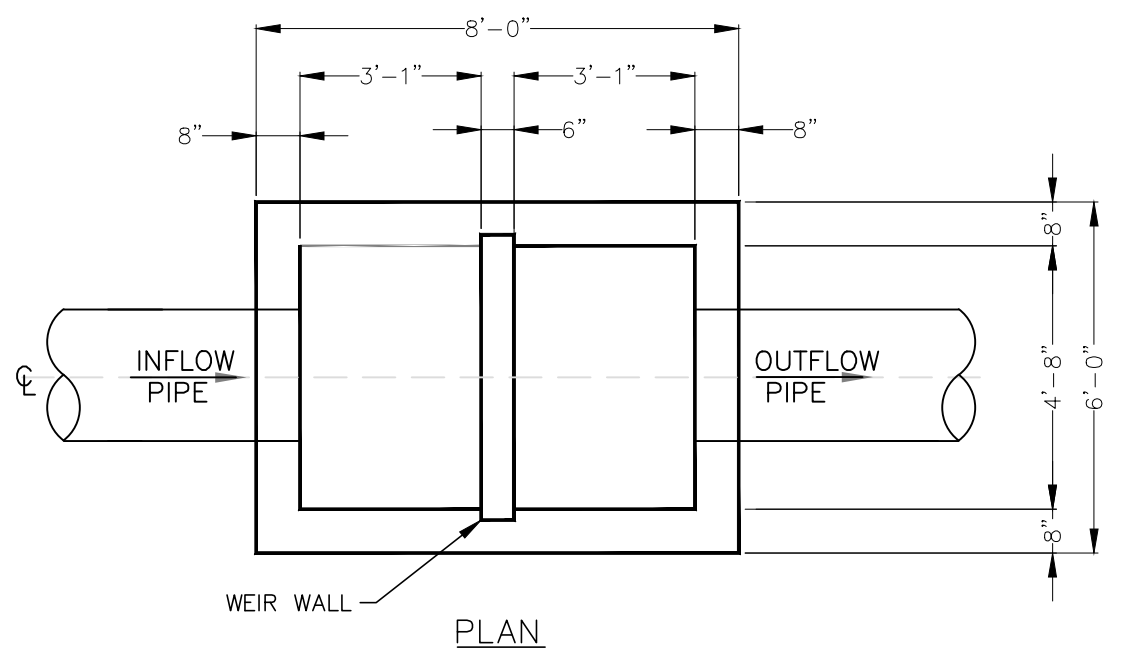 8'-0"
3'-1"
3'-1"
8"
6"
8"
8"
INFLOW
PIPE
OUTFLOW
PIPE
℄
4'-8"
6'-0"
8"
WEIR WALL
PLAN